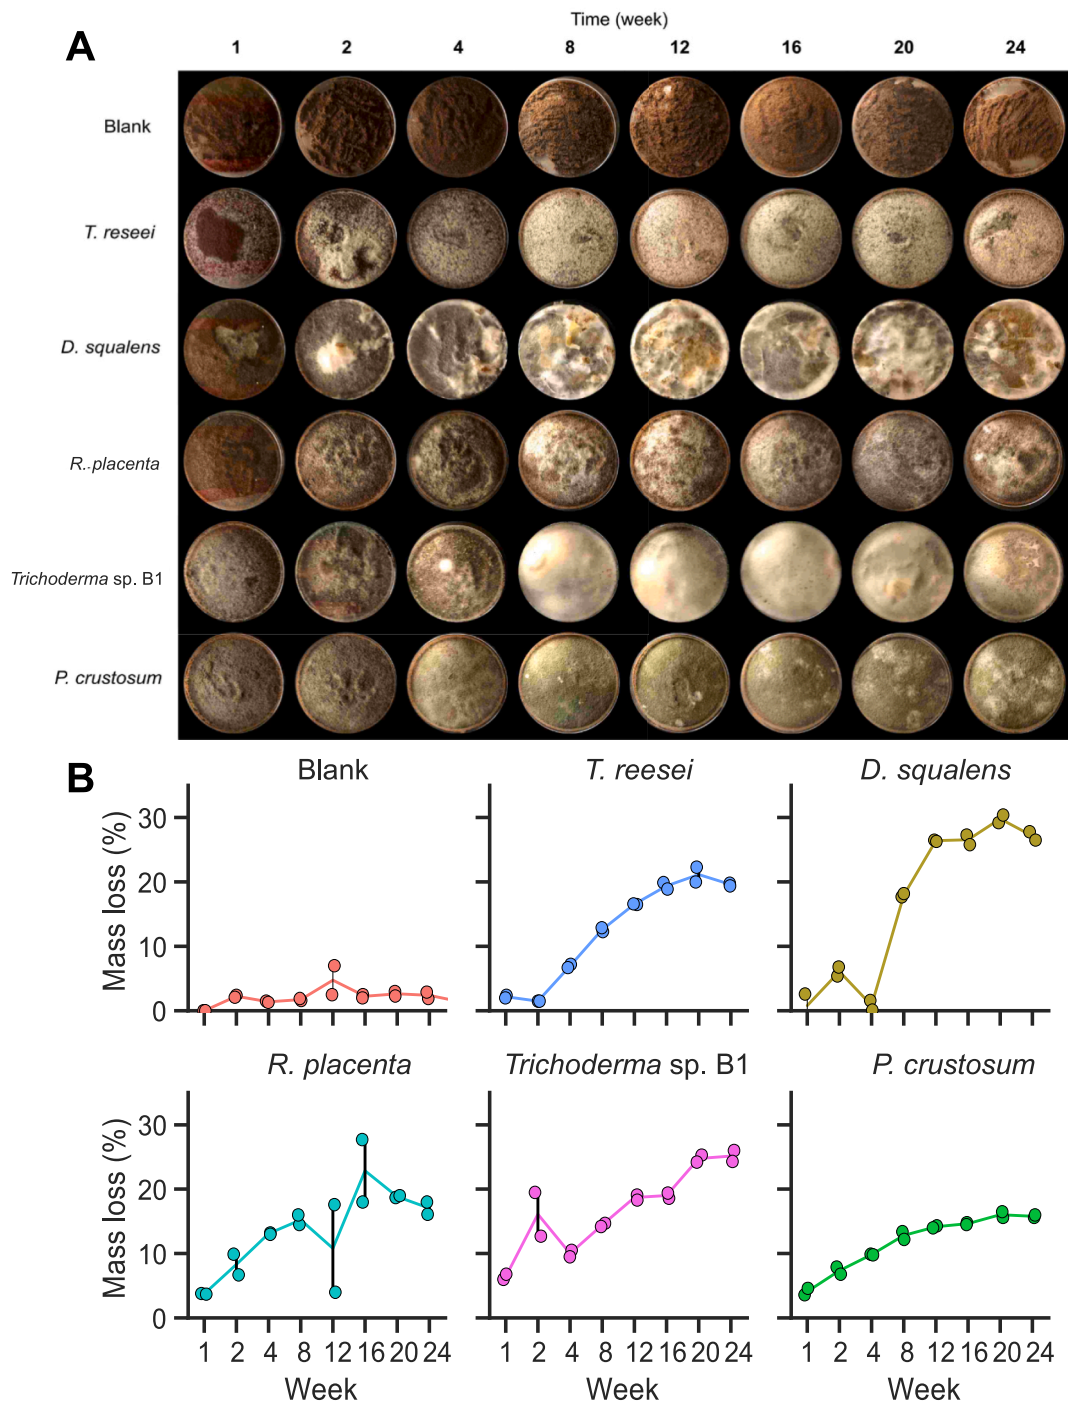 A
Time (week)
1 2 4 8 12 16 20 24
Blank
T. reseei
D. squalens
R..placenta
Trichoderma sp. B1
P. crustosum
B
Blank T. reesei D. squalens
Mass loss (%)
30
20
10
0
R. placenta Trichoderma sp. B1 P. crustosum
Mass loss (%)
30
20
10
0
1 2 4 8 12 16 20 24 1 2 4 8 12 16 20 24 1 2 4 8 12 16 20 24
Week Week Week